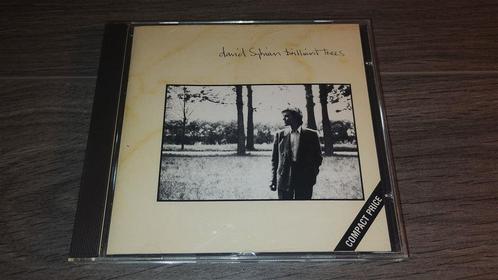 david Sylvian brilliant trees
COMPACT PRICE